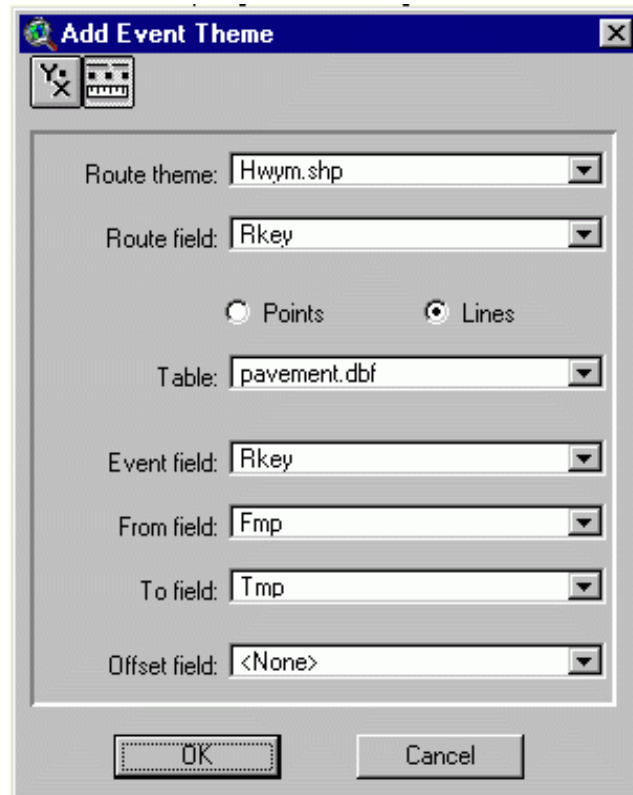 Add Event Theme
Y X
Route theme: Hwym.shp
Route field: Rkey
Points Lines
Table: pavement.dbf
Event field: Rkey
From field: Fmp
To field: Tmp
Offset field: <None>
OK Cancel